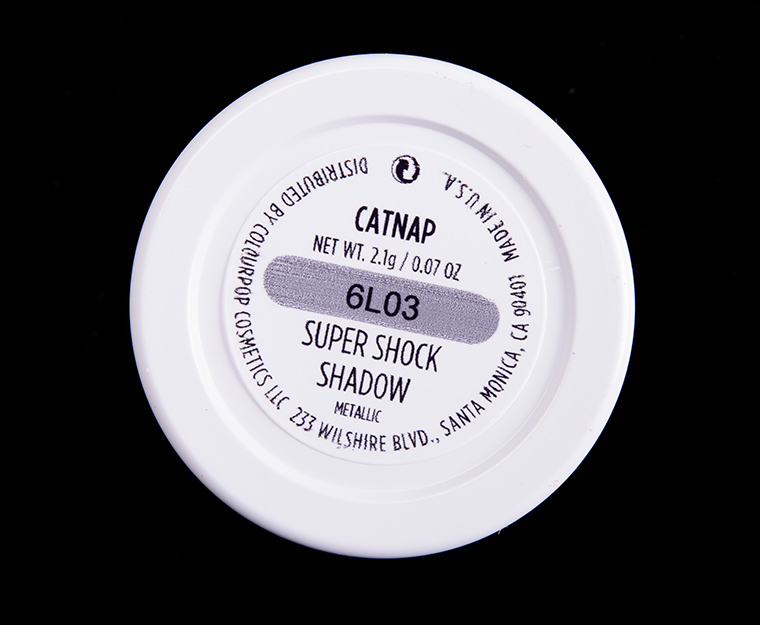 CATNAP
NET WT. 2.1g / 0.07 OZ
6L03
SUPER SHOCK
SHADOW
METALLIC
DISTRIBUTED BY COLOURPOP COSMETICS LLC 233 WILSHIRE BLVD., SANTA MONICA, CA 90401 MADE IN U.S.A.